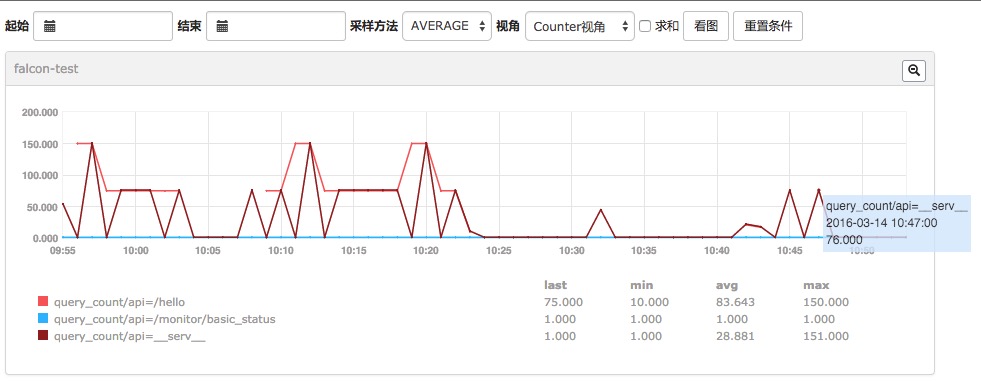 起始 结束 采样方法 AVERAGE 视角 Counter视角 求和 看图 重置条件
falcon-test
200.000
150.000
100.000
50.000
0.000
09:55 10:00 10:05 10:10 10:15 10:20 10:25 10:30 10:35 10:40 10:45 10:50
query_count/api=__serv__
2016-03-14 10:47:00
76.000
last min avg max
query_count/api=/hello 75.000 10.000 83.643 150.000
query_count/api=/monitor/basic_status 1.000 1.000 1.000 1.000
query_count/api=__serv__ 1.000 1.000 28.881 151.000